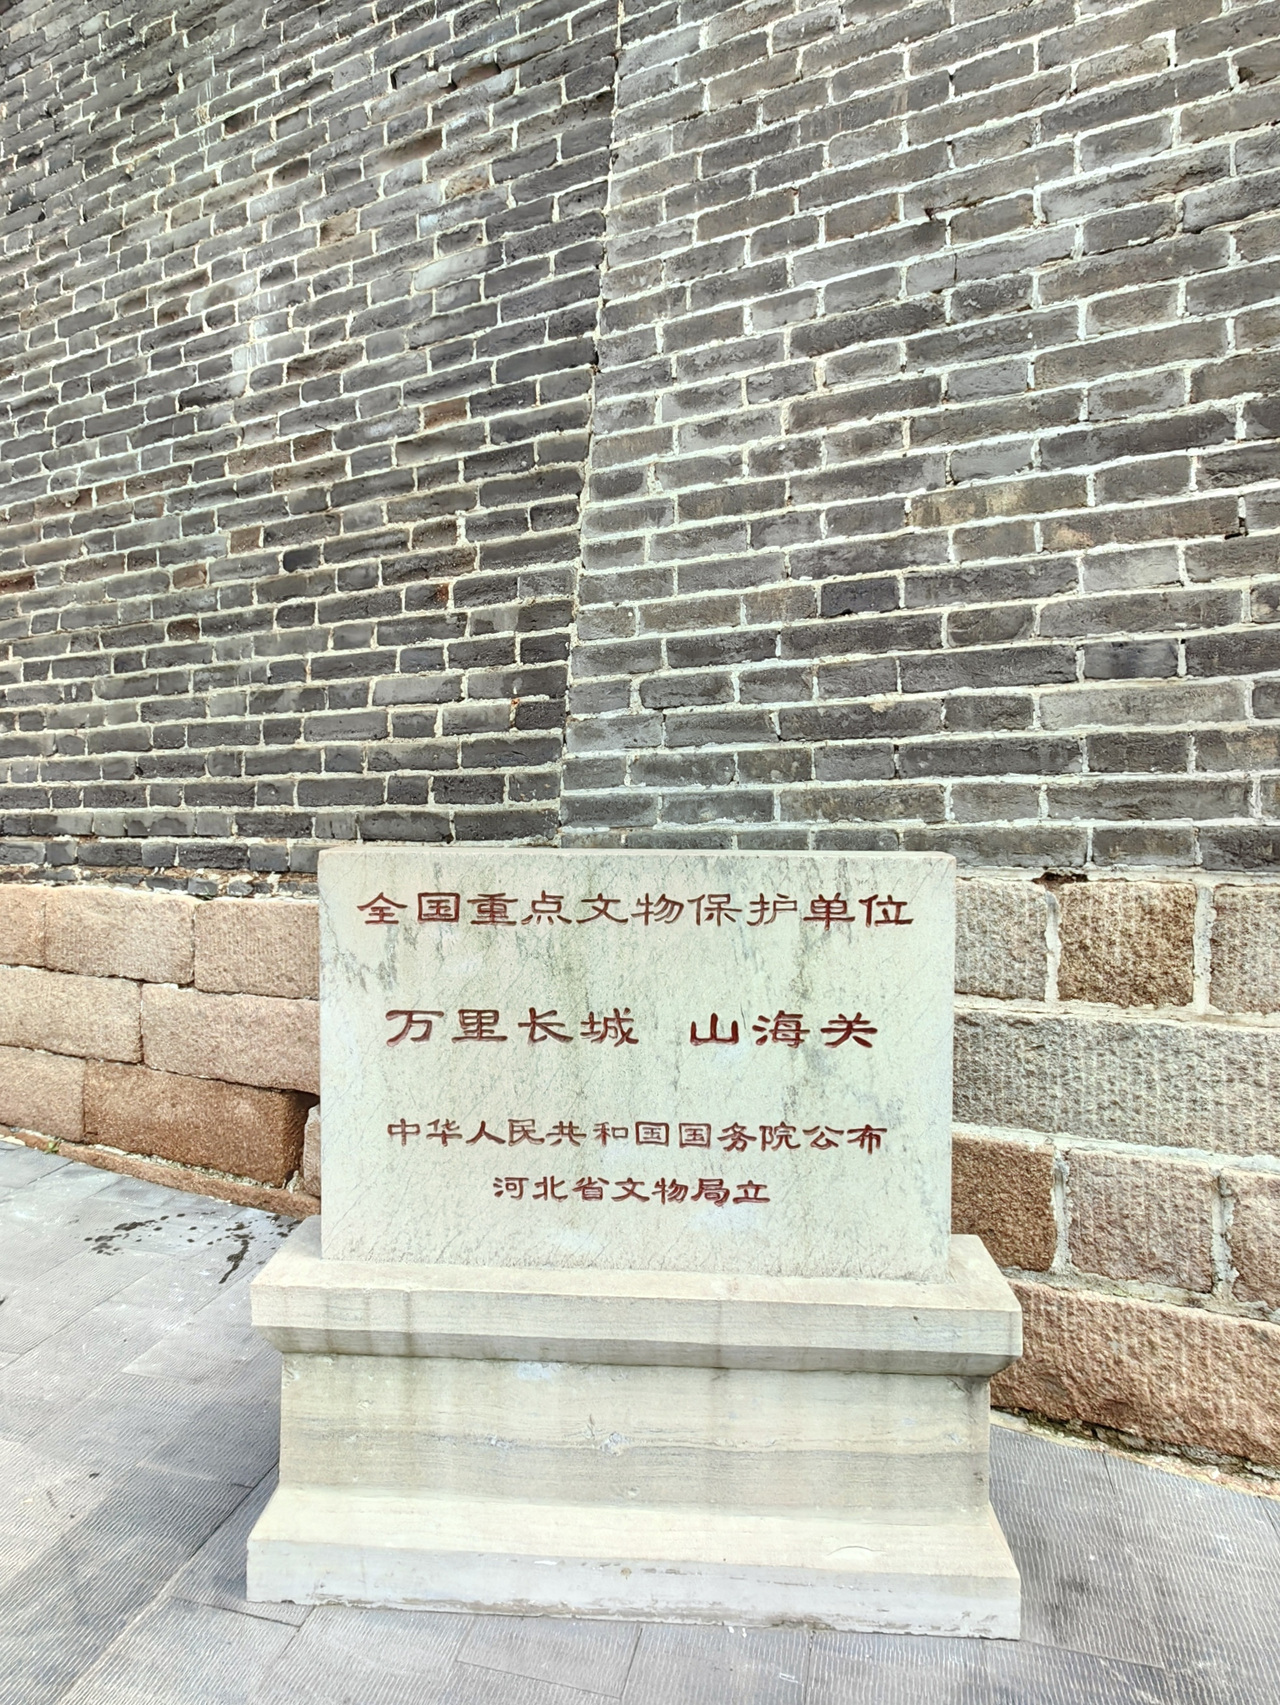 全国重点文物保护单位
万里长城 山海关
中华人民共和国国务院公布
河北省文物局立